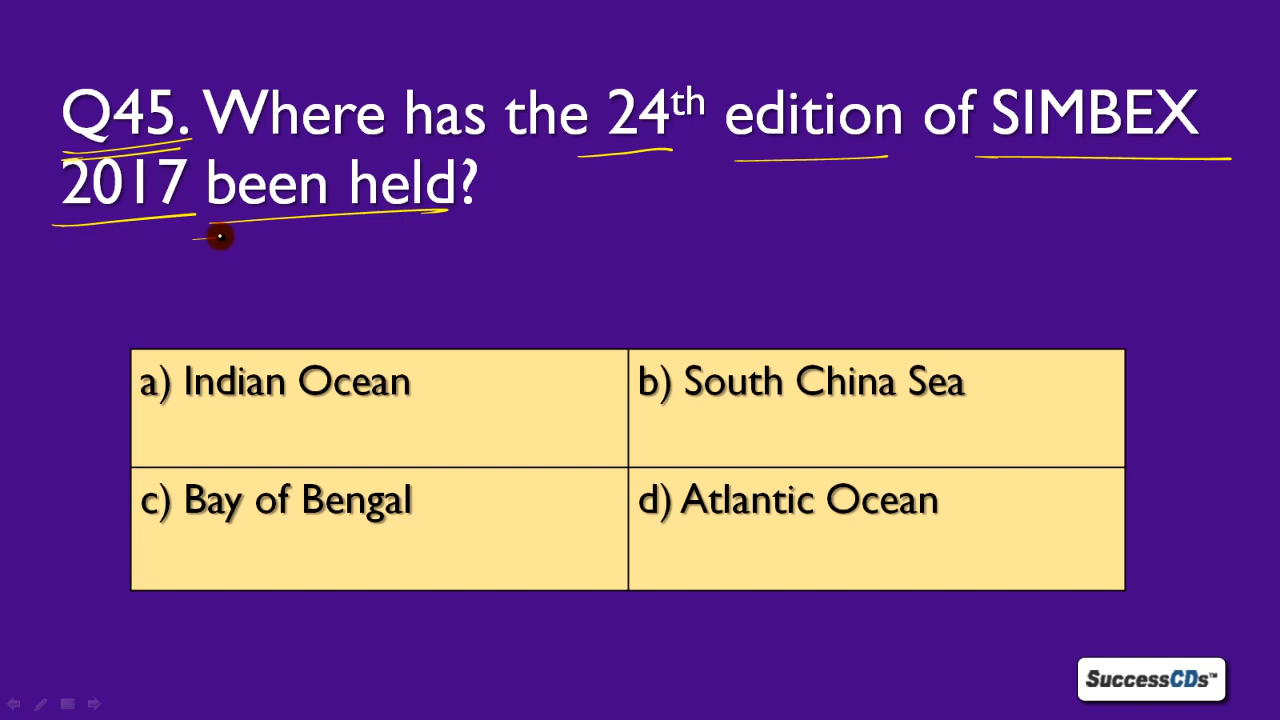 Q45. Where has the 24th edition of SIMBEX
2017 been held?
a) Indian Ocean
b) South China Sea
c) Bay of Bengal
d) Atlantic Ocean
SuccessCDs™